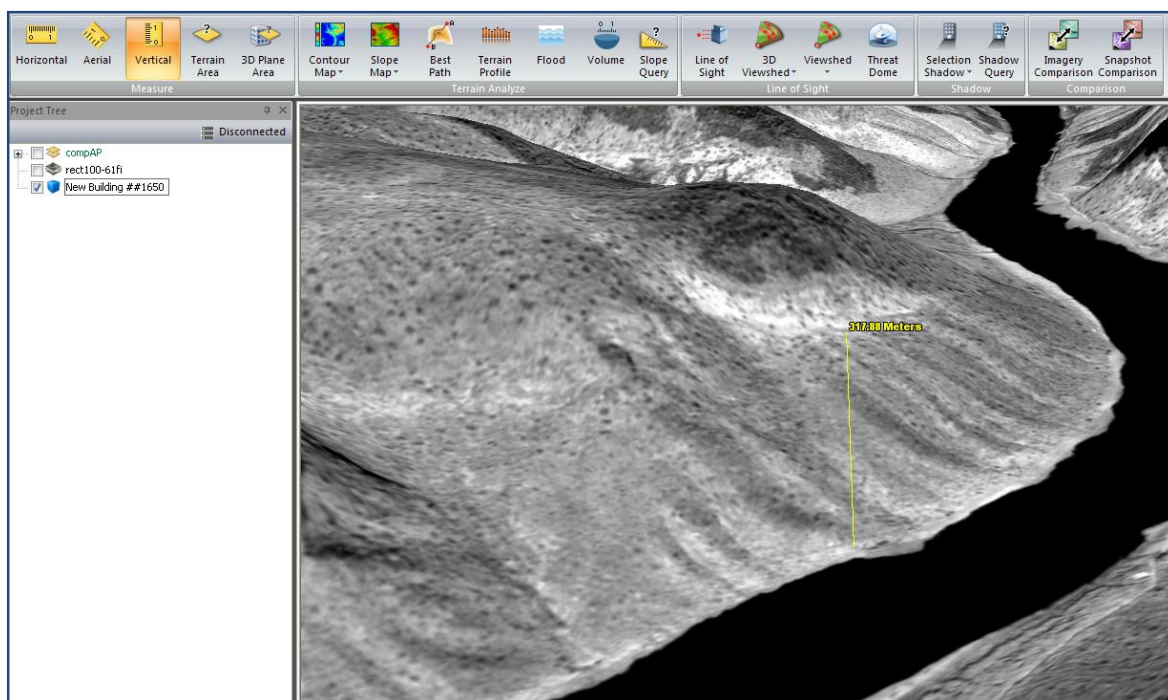 Horizontal Aerial Vertical Terrain Area 3D Plane Area
Measure
Contour Map Slope Map Best Path Terrain Profile Flood Volume Slope Query
Terrain Analyze
Line of Sight 3D Viewshed Viewshed Threat Dome
Line of Sight
Selection Shadow Shadow Query
Shadow
Imagery Comparison Snapshot Comparison
Comparison
Project Tree
Disconnected
compAP
rect100-61fi
New Building ##1650
317.88 Meters